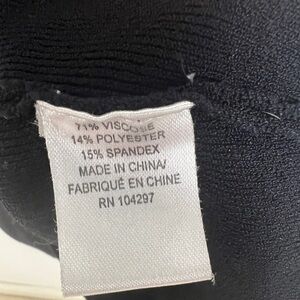 71% VISCOSE
14% POLYESTER
15% SPANDEX
MADE IN CHINA/
FABRIQUÉ EN CHINE
RN 104297